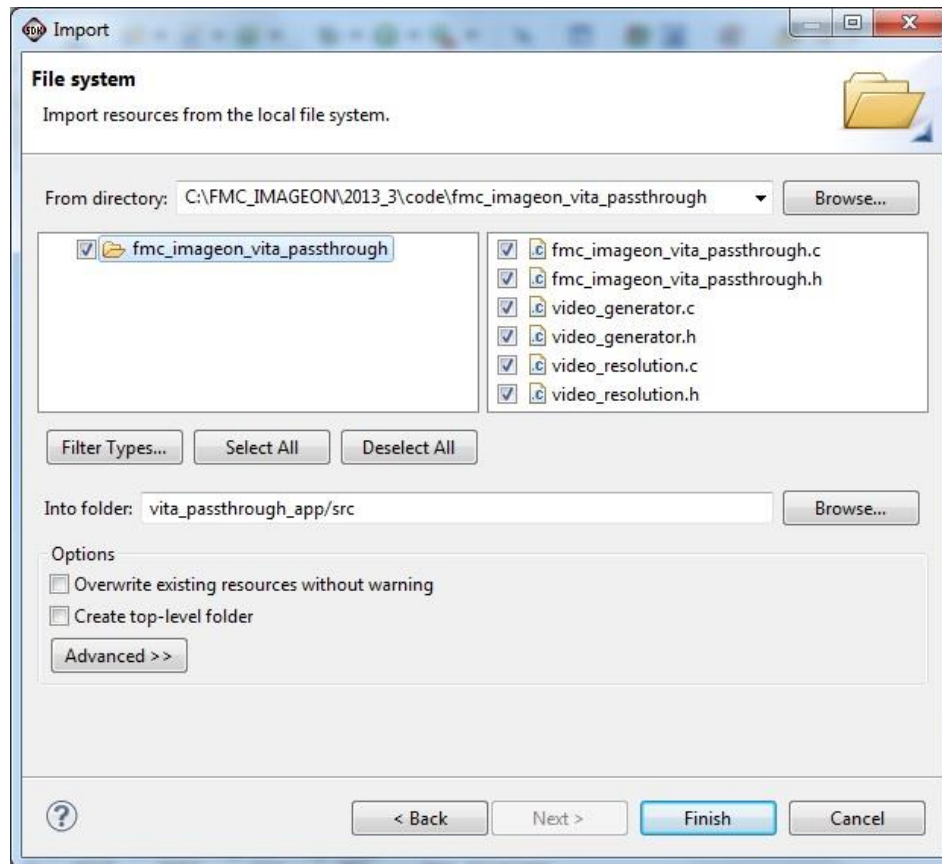 SDK Import
File system
Import resources from the local file system.
From directory: C:\FMC_IMAGEON\2013_3\code\fmc_imageon_vita_passthrough Browse...
fmc_imageon_vita_passthrough
.c fmc_imageon_vita_passthrough.c
.c fmc_imageon_vita_passthrough.h
.c video_generator.c
.c video_generator.h
.c video_resolution.c
.c video_resolution.h
Filter Types... Select All Deselect All
Into folder: vita_passthrough_app/src Browse...
Options
Overwrite existing resources without warning
Create top-level folder
Advanced >>
? < Back Next > Finish Cancel